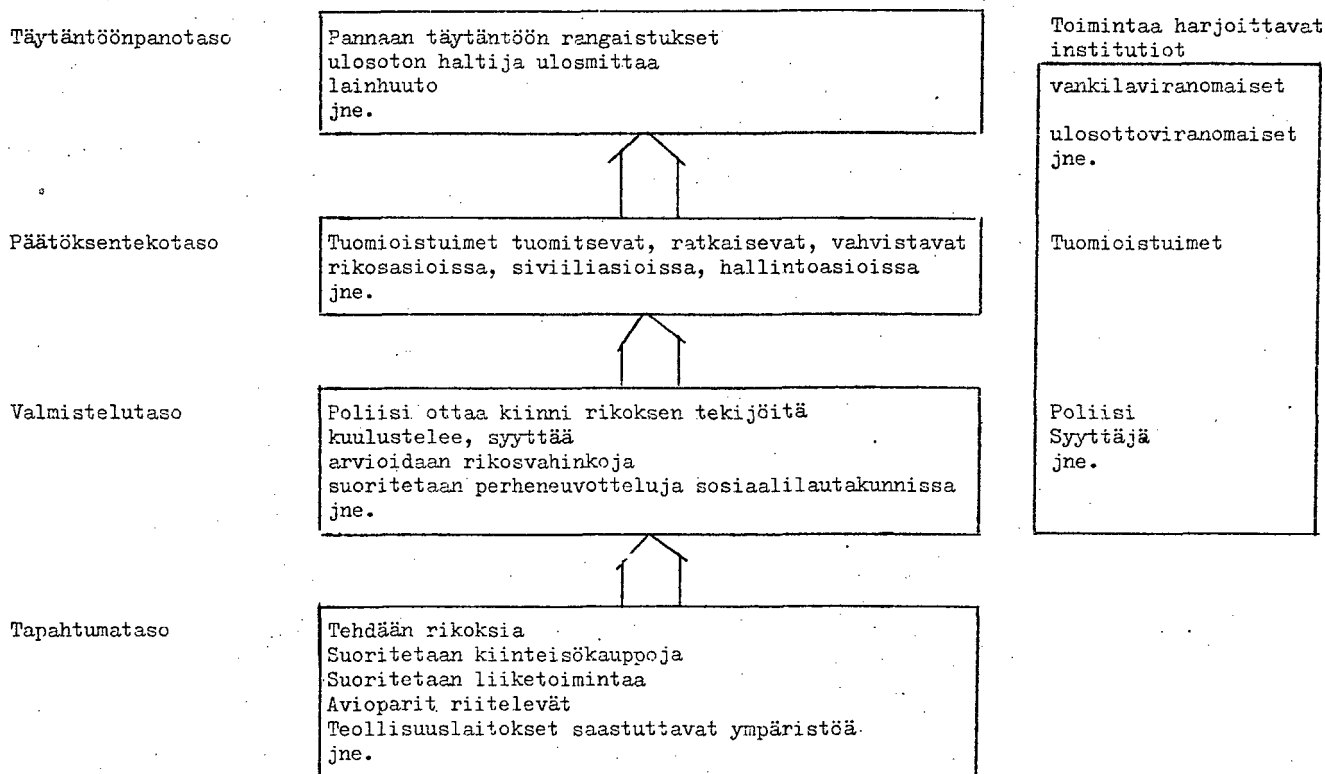 Täytäntöönpanotaso
Pannaan täytäntöön rangaistukset
ulosoton haltija ulosmittaa
lainhuuto
jne.
Toimintaa harjoittavat
institutiot
vankilaviranomaiset
ulosottoviranomaiset
jne.
Päätöksentekotaso
Tuomioistuimet tuomitsevat, ratkaisevat, vahvistavat
rikosasioissa, siviiliasioissa, hallintoasioissa
jne.
Tuomioistuimet
Valmistelutaso
Poliisi ottaa kiinni rikoksen tekijöitä
kuulustelee, syyttää
arvioidaan rikosvahinkoja
suoritetaan perheneuvotteluja sosiaalilautakunnissa
jne.
Poliisi
Syyttäjä
jne.
Tapahtumataso
Tehdään rikoksia
Suoritetaan kiinteisökauppoja
Suoritetaan liiketoimintaa
Avioparit riitelevät
Teollisuuslaitokset saastuttavat ympäristöä
jne.